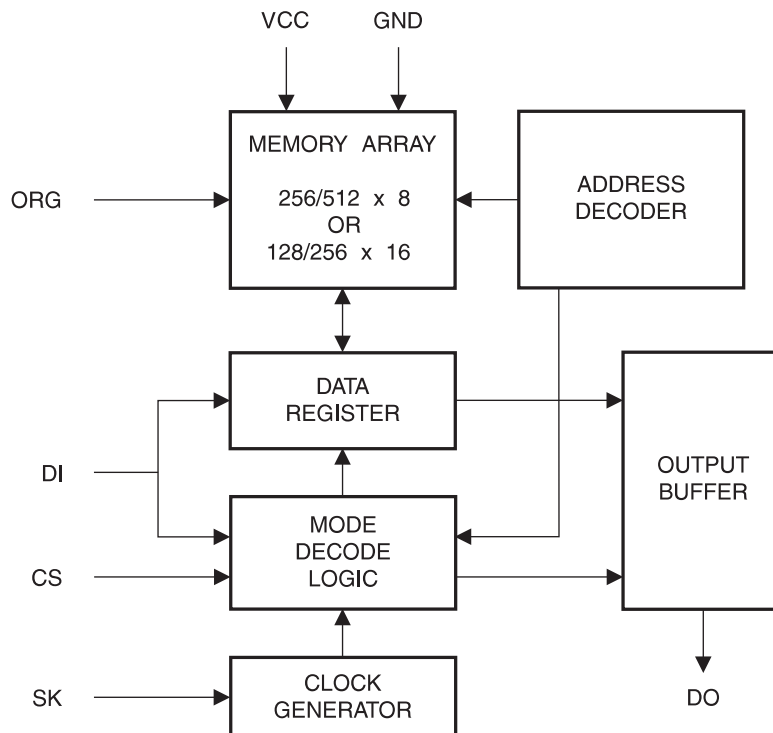 VCC
GND
MEMORY ARRAY
256/512 x 8
OR
128/256 x 16
ORG
ADDRESS
DECODER
DATA
REGISTER
DI
OUTPUT
BUFFER
MODE
DECODE
LOGIC
CS
CLOCK
GENERATOR
SK
DO